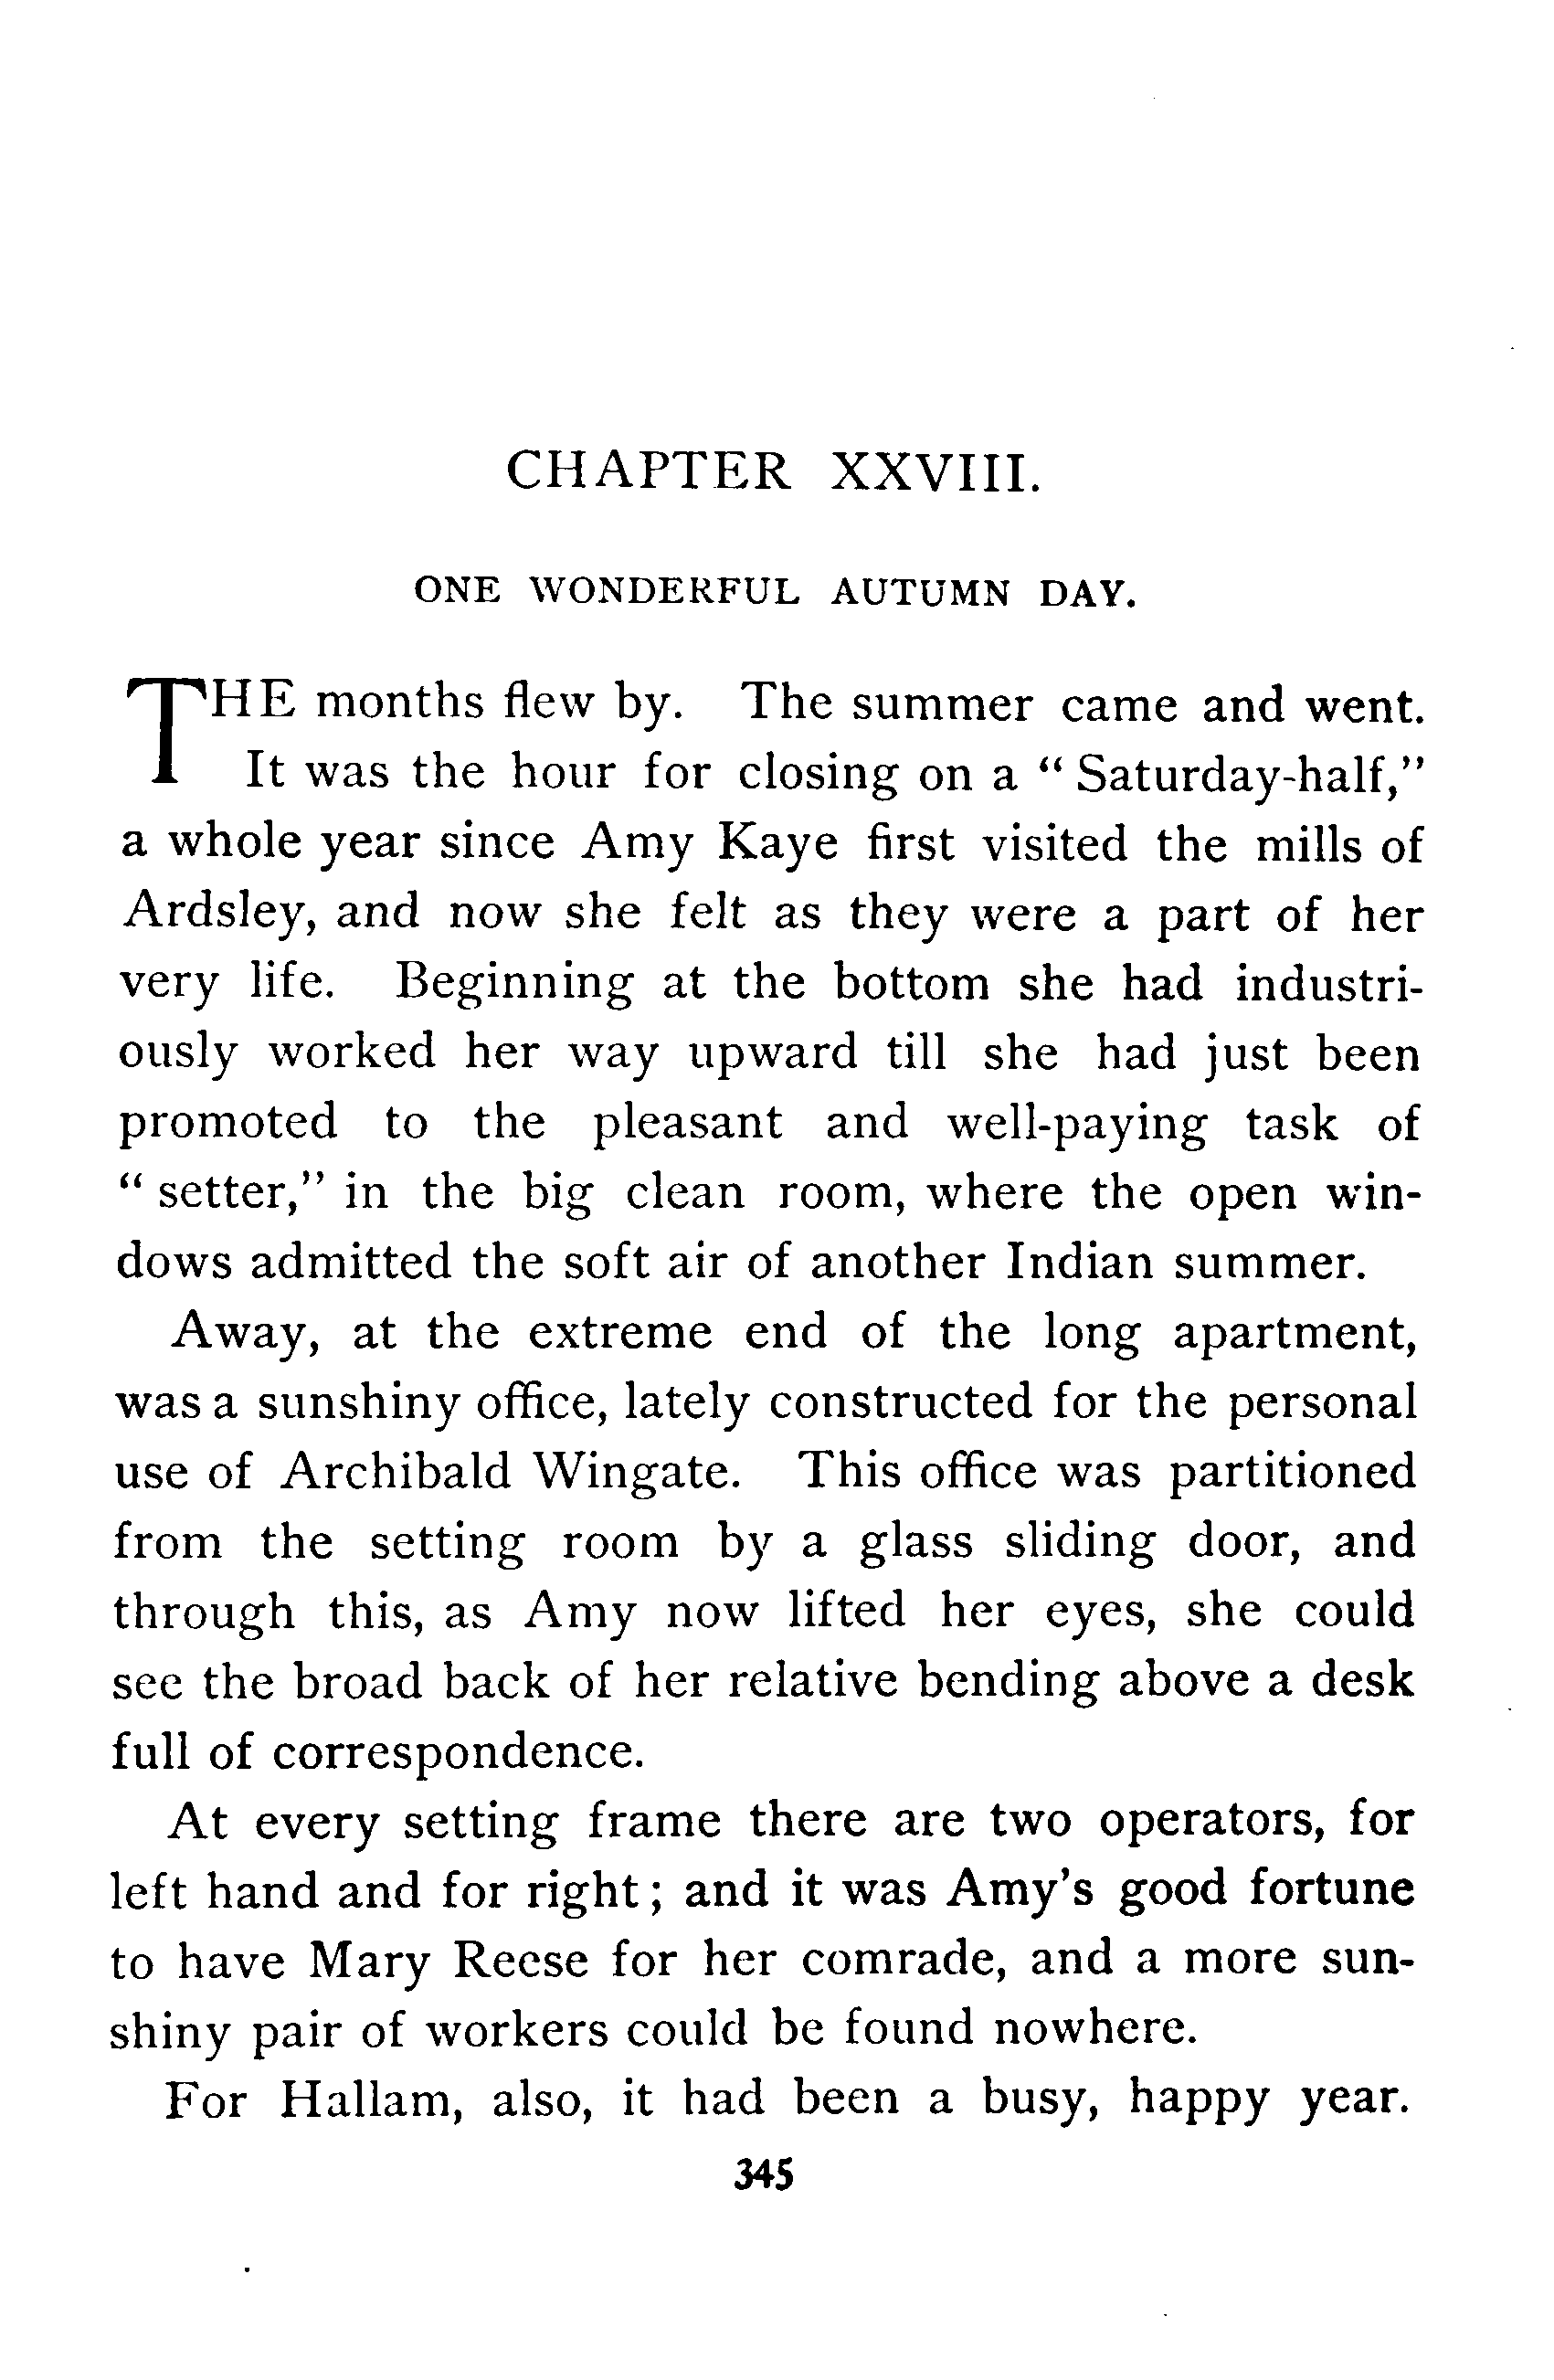 CHAPTER XXVIII.
ONE WONDERFUL AUTUMN DAY.
THE months flew by. The summer came and went.
It was the hour for closing on a “Saturday-half,”
a whole year since Amy Kaye first visited the mills of
Ardsley, and now she felt as they were a part of her
very life. Beginning at the bottom she had industri-
ously worked her way upward till she had just been
promoted to the pleasant and well-paying task of
“setter,” in the big clean room, where the open win-
dows admitted the soft air of another Indian summer.
Away, at the extreme end of the long apartment,
was a sunshiny office, lately constructed for the personal
use of Archibald Wingate. This office was partitioned
from the setting room by a glass sliding door, and
through this, as Amy now lifted her eyes, she could
see the broad back of her relative bending above a desk
full of correspondence.
At every setting frame there are two operators, for
left hand and for right; and it was Amy’s good fortune
to have Mary Reese for her comrade, and a more sun-
shiny pair of workers could be found nowhere.
For Hallam, also, it had been a busy, happy year.
345